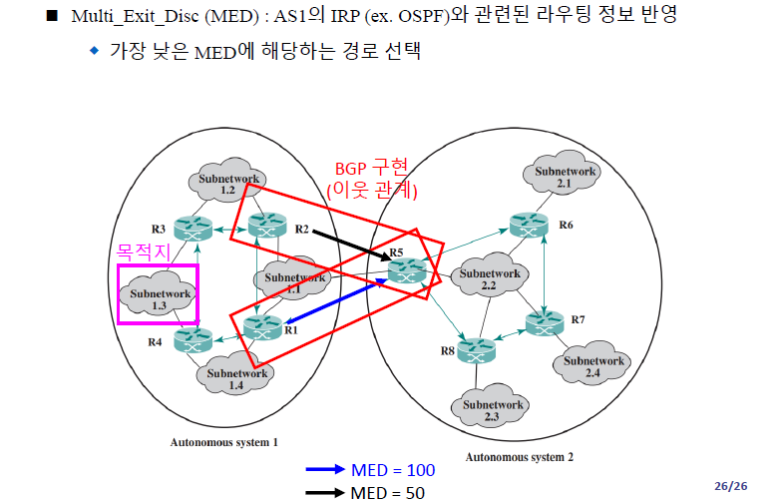 ■ Multi_Exit_Disc (MED) : AS1의 IRP (ex. OSPF)와 관련된 라우팅 정보 반영
◆ 가장 낮은 MED에 해당하는 경로 선택
BGP 구현
(이웃 관계)
Subnetwork
1.2
Subnetwork
2.1
R3
R2
R6
목적지
R5
Subnetwork
1.1
Subnetwork
2.2
Subnetwork
1.3
R1
R7
R4
R8
Subnetwork
1.4
Subnetwork
2.4
Subnetwork
2.3
Autonomous system 1
Autonomous system 2
MED = 100
MED = 50
26/26